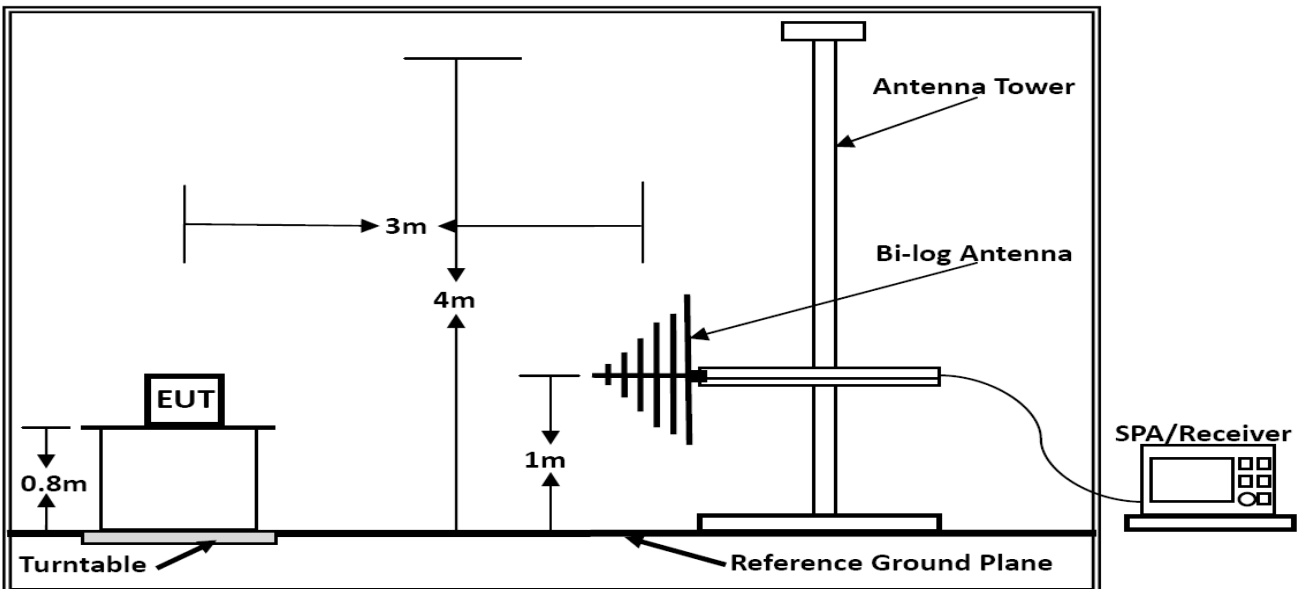 Antenna Tower
3m
Bi-log Antenna
4m
EUT
SPA/Receiver
1m
0.8m
Turntable
Reference Ground Plane